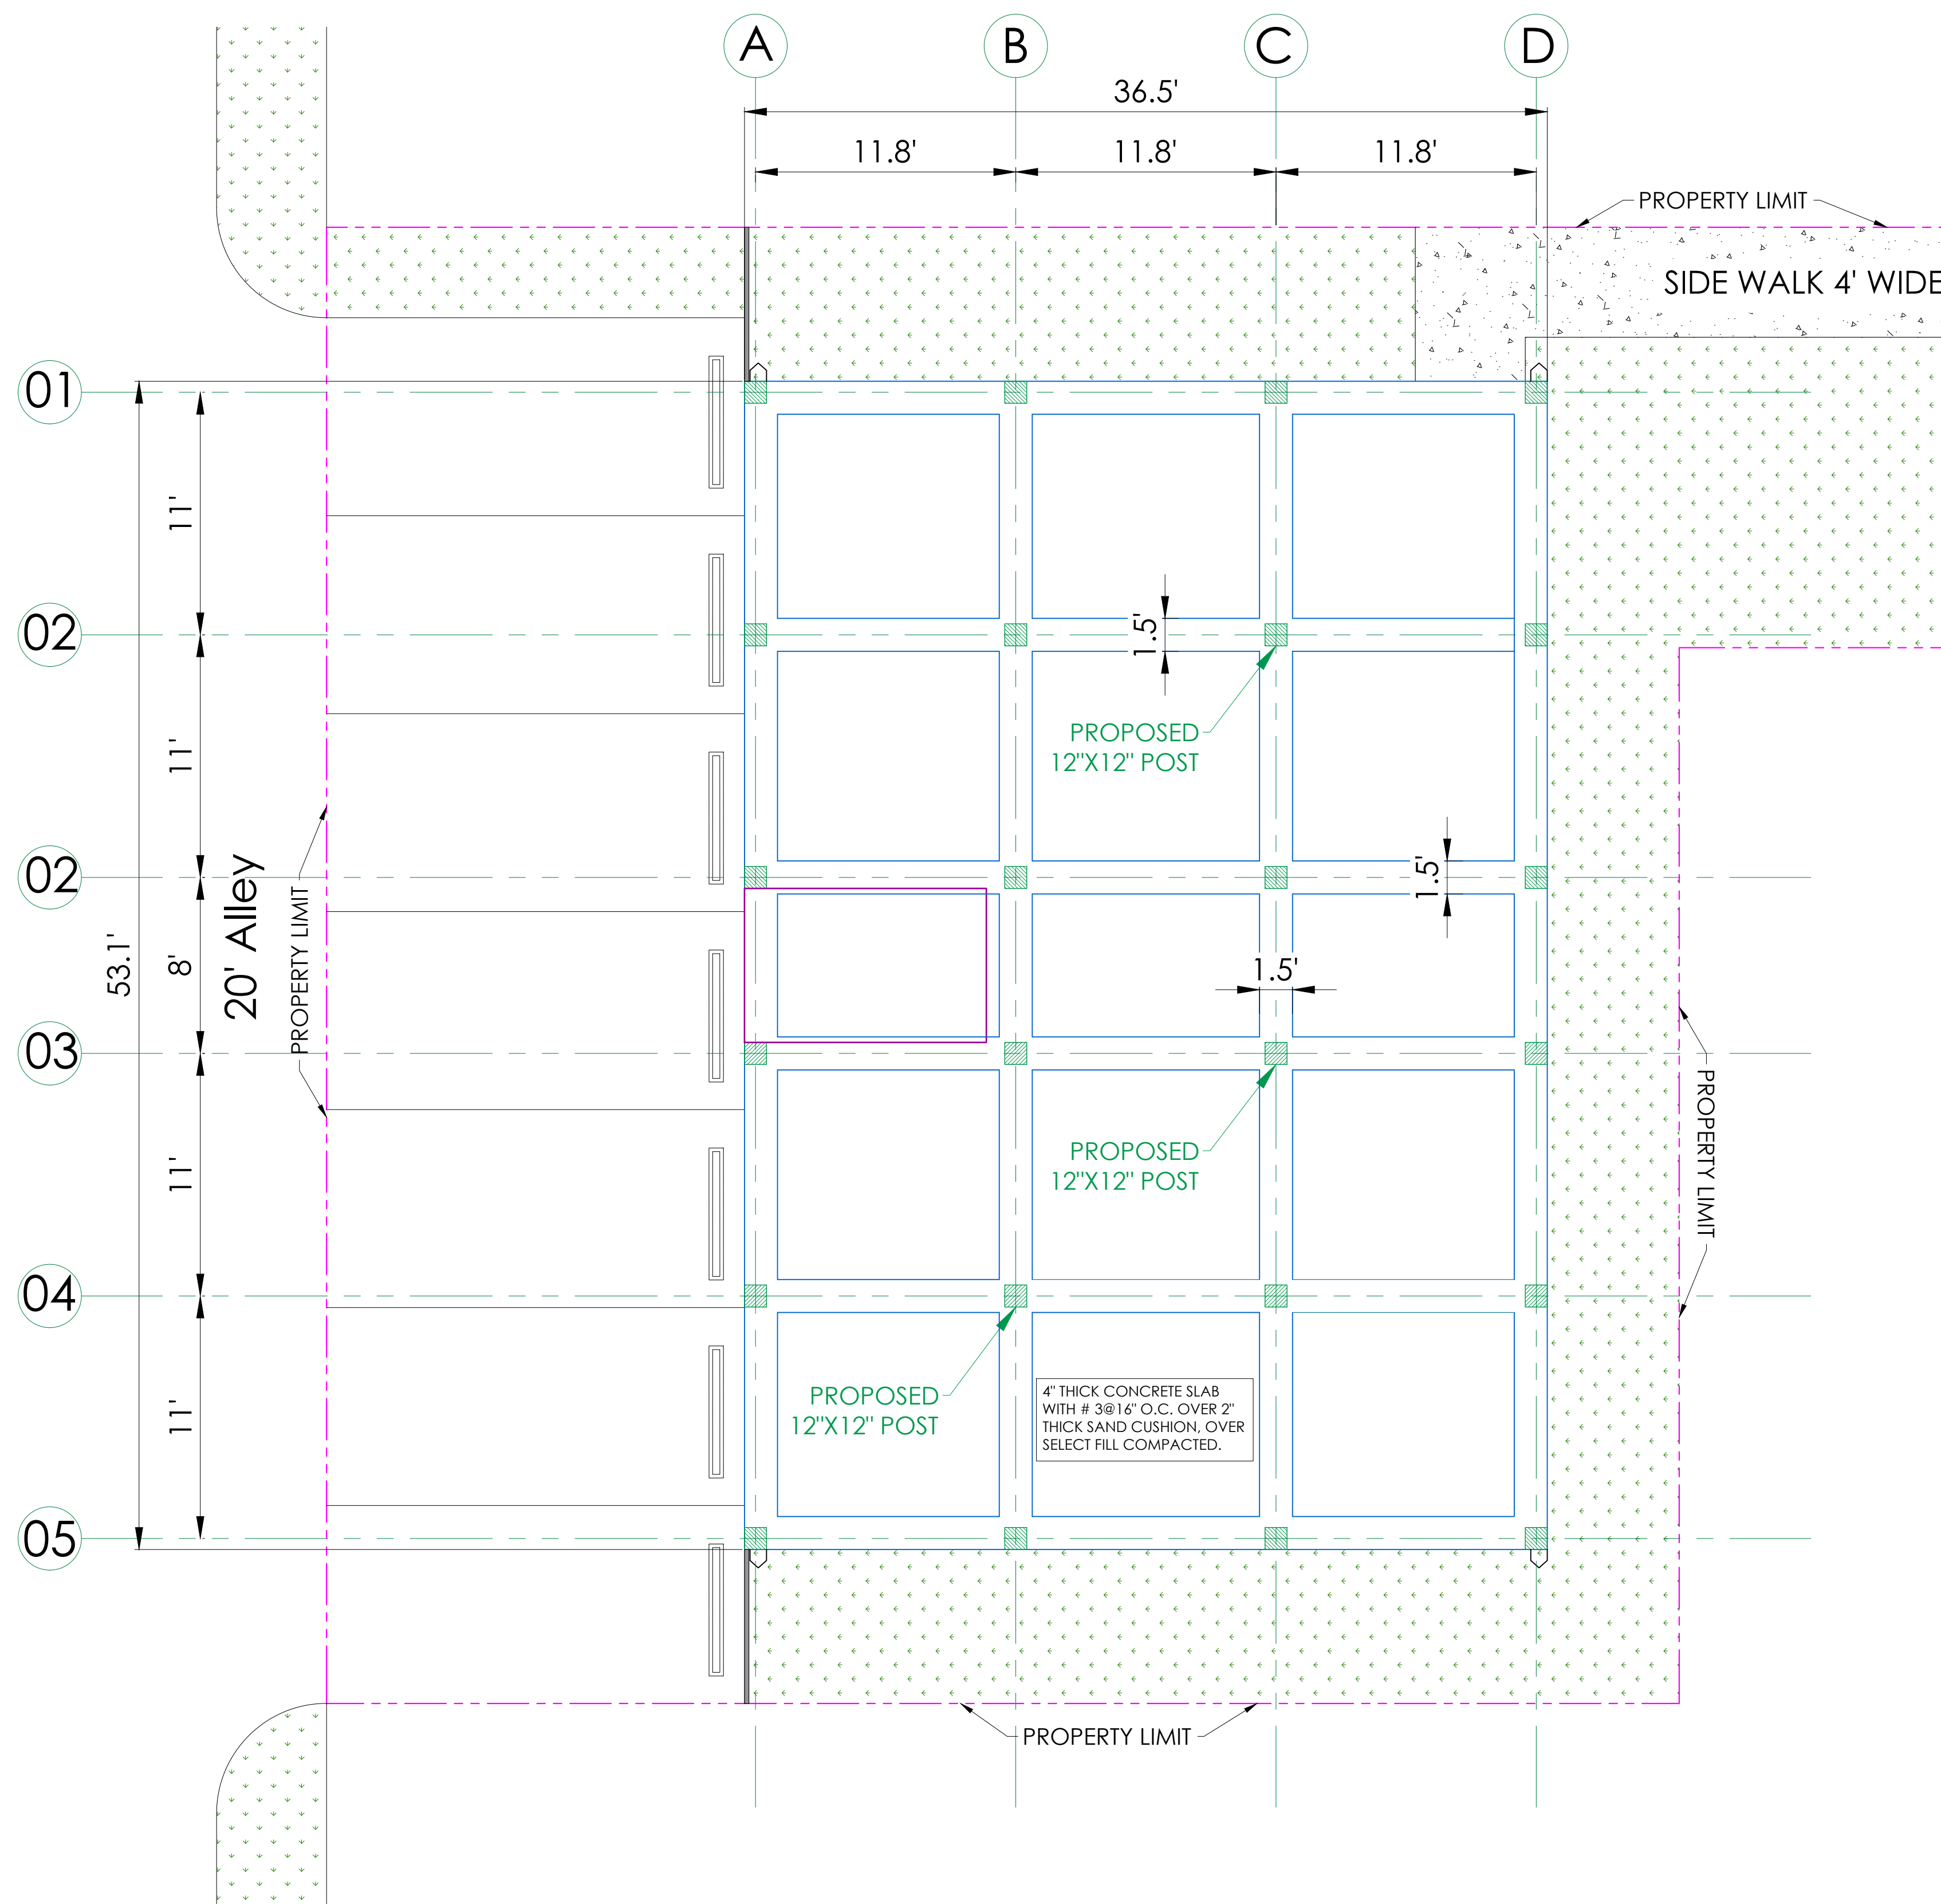 A
B
C
D
36.5'
11.8'
11.8'
11.8'
PROPERTY LIMIT
SIDE WALK 4' WIDE
01
11'
02
1.5'
PROPOSED
12"X12" POST
11'
02
1.5'
20' Alley
PROPERTY LIMIT
53.1'
8'
1.5'
03
PROPOSED
12"X12" POST
PROPERTY LIMIT
11'
04
PROPOSED
12"X12" POST
4" THICK CONCRETE SLAB
WITH # 3@16" O.C. OVER 2"
THICK SAND CUSHION, OVER
SELECT FILL COMPACTED.
11'
05
PROPERTY LIMIT